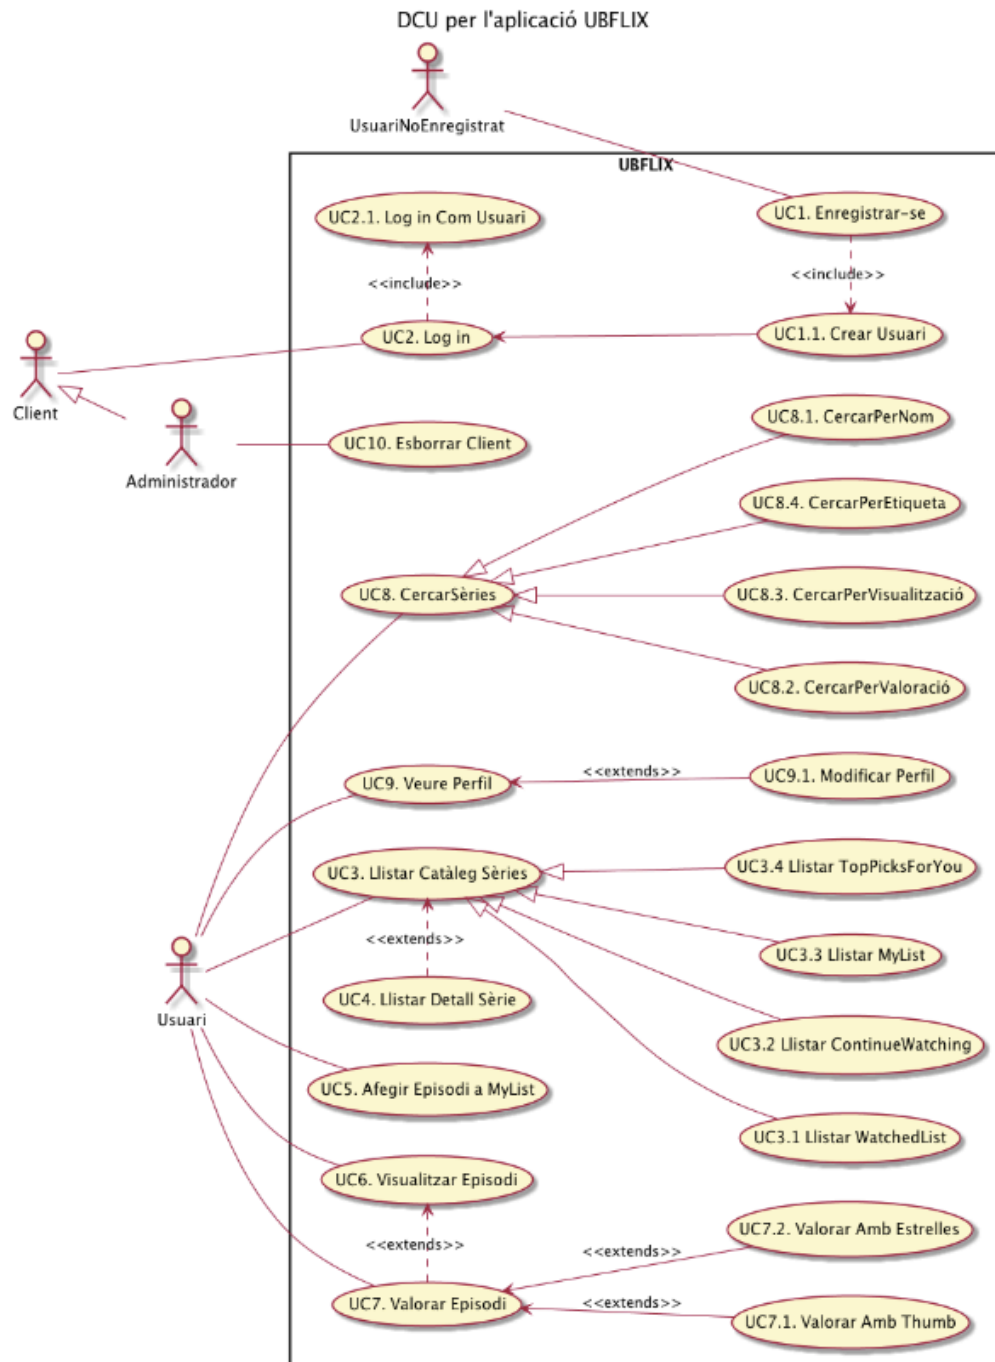 DCU per l'aplicació UBFLIX
UsuariNoEnregistrat
UBFLIX
UC2.1. Log in Com Usuari
UC1. Enregistrar-se
<<include>>
<<include>>
UC2. Log in
UC1.1. Crear Usuari
Client
UC8.1. CercarPerNom
UC10. Esborrar Client
Administrador
UC8.4. CercarPerEtiqueta
UC8. CercarSèries
UC8.3. CercarPerVisualització
UC8.2. CercarPerValoració
<<extends>>
UC9. Veure Perfil
UC9.1. Modificar Perfil
UC3. Llistar Catàleg Sèries
UC3.4 Llistar TopPicksForYou
<<extends>>
UC3.3 Llistar MyList
UC4. Llistar Detall Sèrie
Usuari
UC3.2 Llistar ContinueWatching
UC5. Afegir Episodi a MyList
UC3.1 Llistar WatchedList
UC6. Visualitzar Episodi
UC7.2. Valorar Amb Estrelles
<<extends>>
<<extends>>
UC7. Valorar Episodi
<<extends>>
UC7.1. Valorar Amb Thumb